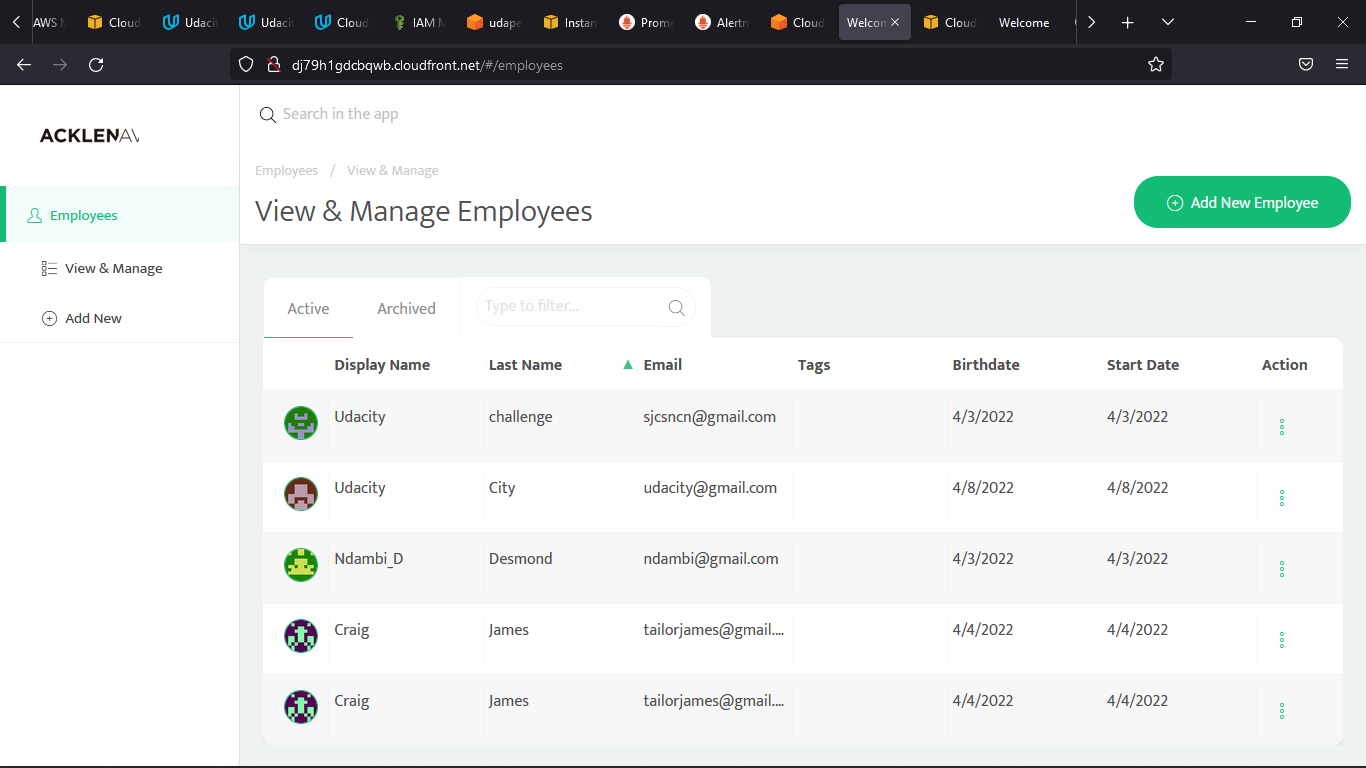 AWS M Cloud Udacit Udacit Cloud IAM M udape Instan Prome Alertm Cloud Welcom Cloud Welcome
dj79h1gdcbqwb.cloudfront.net/#/employees
ACKLENAV
Search in the app
Employees / View & Manage
View & Manage Employees
Add New Employee
Employees
View & Manage
Add New
Active Archived Type to filter...
Display Name Last Name Email Tags Birthdate Start Date Action
Udacity challenge sjcsncn@gmail.com 4/3/2022 4/3/2022
Udacity City udacity@gmail.com 4/8/2022 4/8/2022
Ndambi_D Desmond ndambi@gmail.com 4/3/2022 4/3/2022
Craig James tailorjames@gmail.... 4/4/2022 4/4/2022
Craig James tailorjames@gmail.... 4/4/2022 4/4/2022